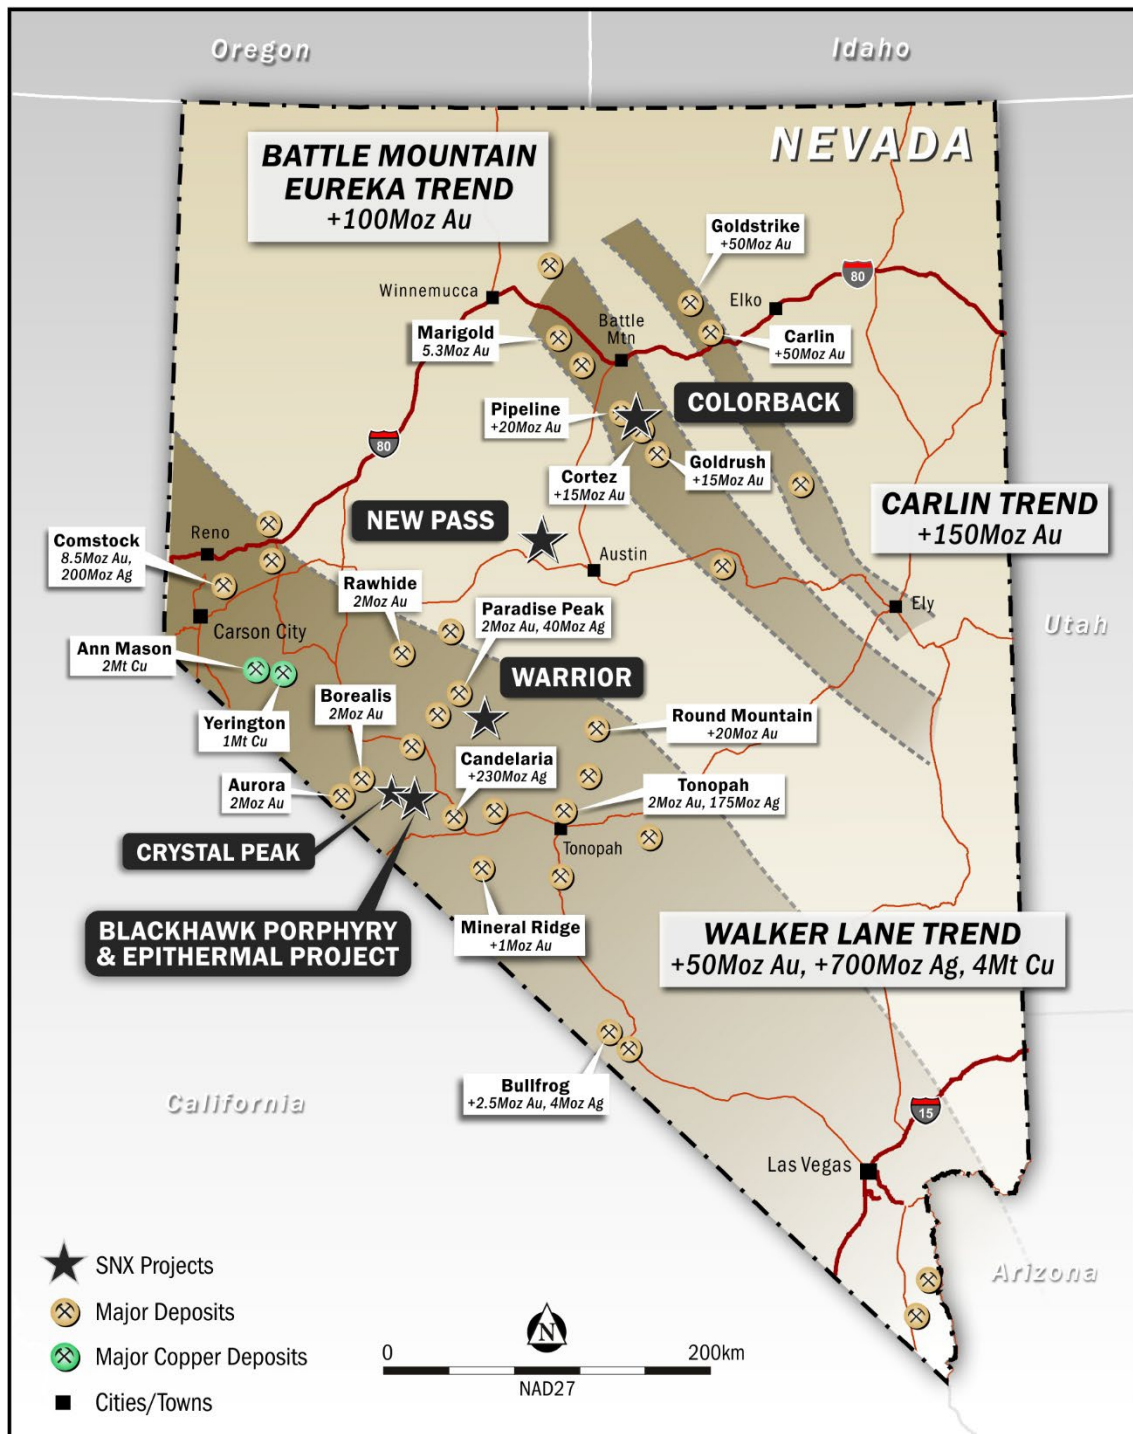 Oregon
Idaho
NEVADA
BATTLE MOUNTAIN
EUREKA TREND
+100Moz Au
Goldstrike
+50Moz Au
80
Winnemucca
Elko
Battle
Mtn
Marigold
5.3Moz Au
Carlin
+50Moz Au
COLORBACK
Pipeline
+20Moz Au
80
Goldrush
+15Moz Au
Cortez
+15Moz Au
CARLIN TREND
+150Moz Au
NEW PASS
Reno
Comstock
8.5Moz Au,
200Moz Ag
Austin
Rawhide
2Moz Au
Paradise Peak
2Moz Au, 40Moz Ag
Ely
Utah
Carson City
Ann Mason
2Mt Cu
WARRIOR
Borealis
2Moz Au
Yerington
1Mt Cu
Round Mountain
+20Moz Au
Candelaria
+230Moz Ag
Aurora
2Moz Au
Tonopah
2Moz Au, 175Moz Ag
CRYSTAL PEAK
Tonopah
BLACKHAWK PORPHYRY
& EPITHERMAL PROJECT
Mineral Ridge
+1Moz Au
WALKER LANE TREND
+50Moz Au, +700Moz Ag, 4Mt Cu
Bullfrog
+2.5Moz Au, 4Moz Ag
California
15
Las Vegas
Arizona
SNX Projects
Major Deposits
Major Copper Deposits
Cities/Towns
N
0 200km
NAD27